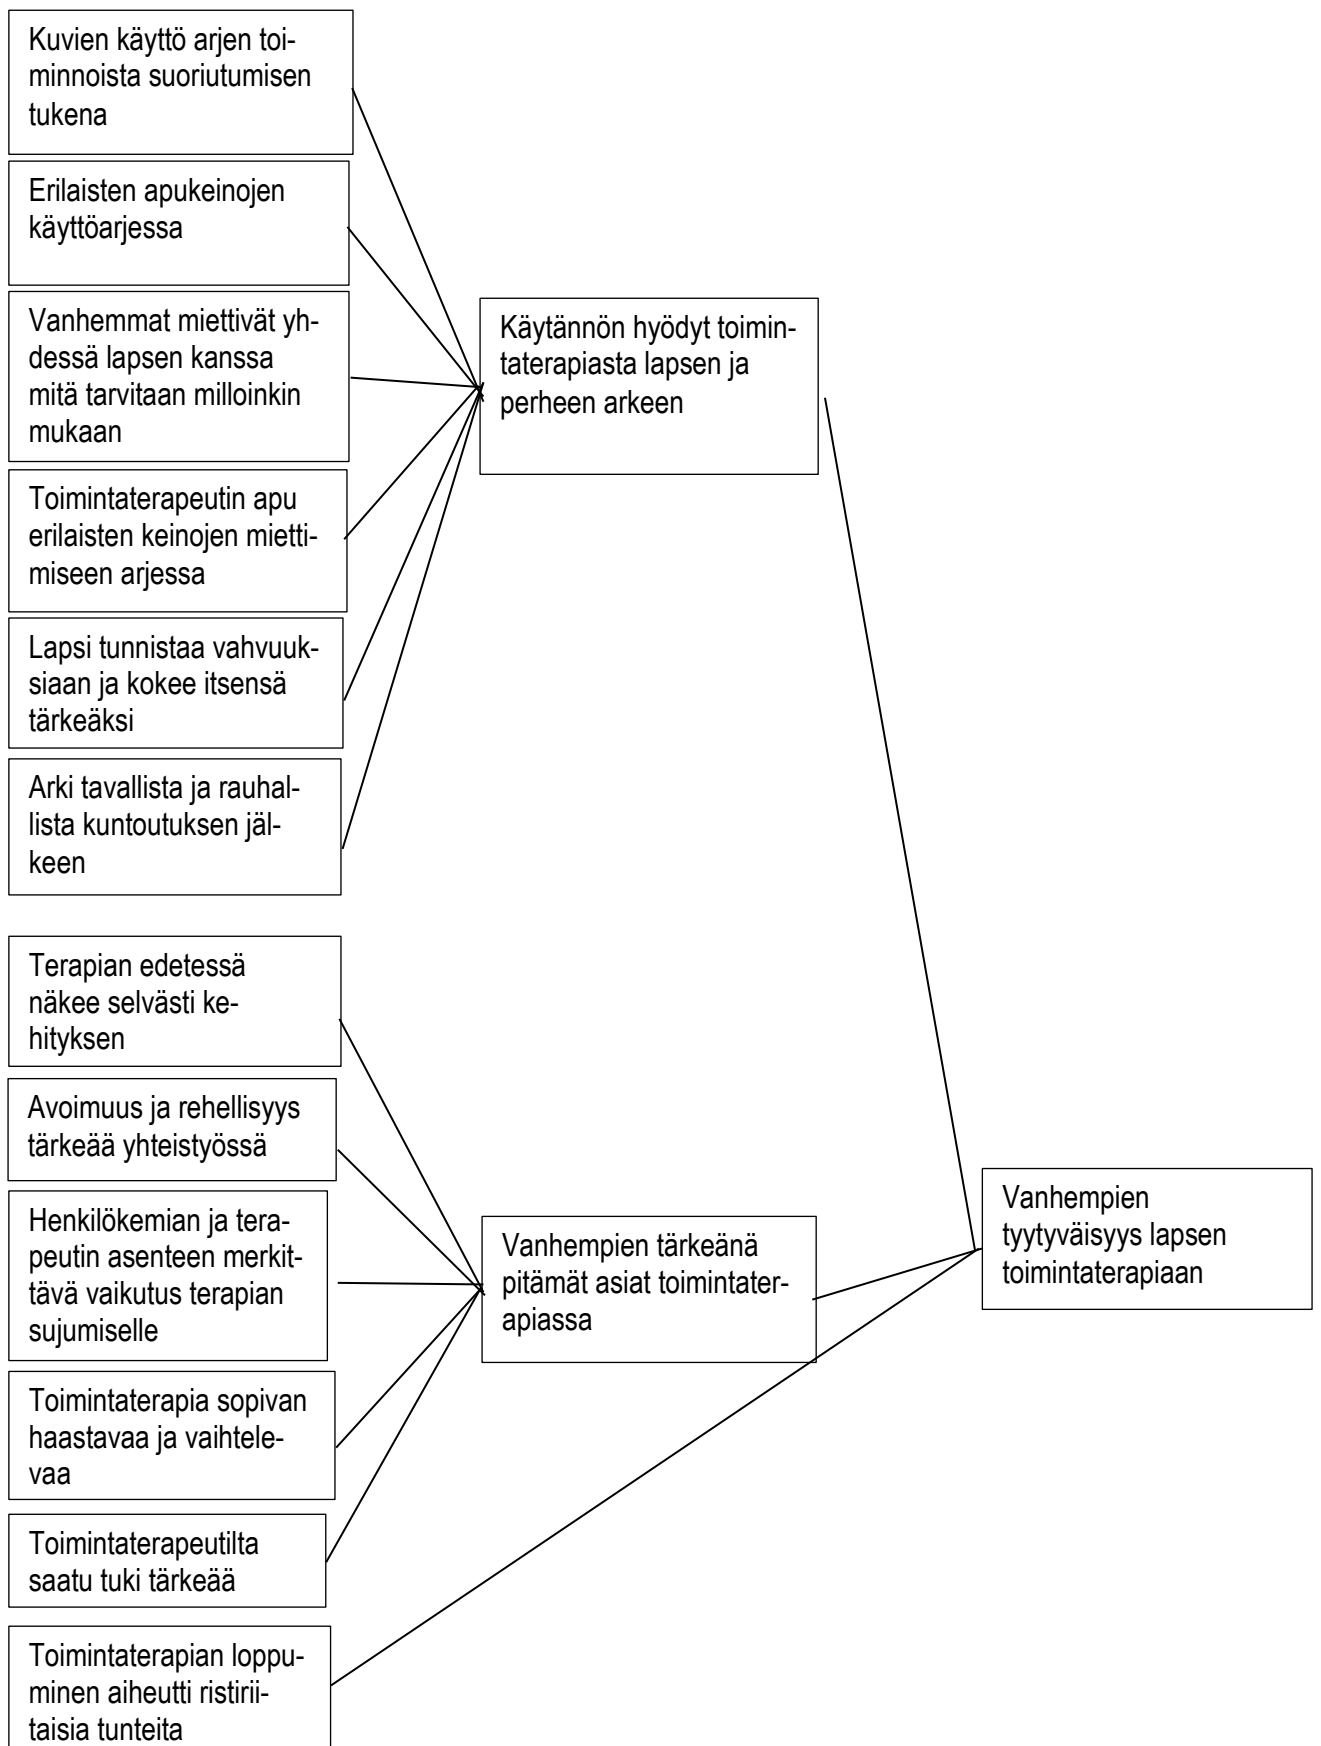 Kuvien käyttö arjen toi-
minnoista suoriutumisen
tukena
Erilaisten apukeinojen
käyttöarjessa
Vanhemmat miettivät yh-
dessä lapsen kanssa
mitä tarvitaan milloinkin
mukaan
Toimintaterapeutin apu
erilaisten keinojen mietti-
miseen arjessa
Lapsi tunnistaa vahvuuk-
siaan ja kokee itsensä
tärkeäksi
Arki tavallista ja rauhal-
lista kuntoutuksen jäl-
keen
Käytännön hyödyt toimin-
taterapiasta lapsen ja
perheen arkeen
Terapian edetessä
näkee selvästi ke-
hityksen
Avoimuus ja rehellisyys
tärkeää yhteistyössä
Henkilökemian ja tera-
peutin asenteen merkit-
tävä vaikutus terapian
sujumiselle
Toimintaterapia sopivan
haastavaa ja vaihtele-
vaa
Toimintaterapeutilta
saatu tuki tärkeää
Toimintaterapian loppu-
minen aiheutti ristirii-
taisia tunteita
Vanhempien tärkeänä
pitämät asiat toimintater-
apiassa
Vanhempien
tyytyväisyys lapsen
toimintaterapiaan